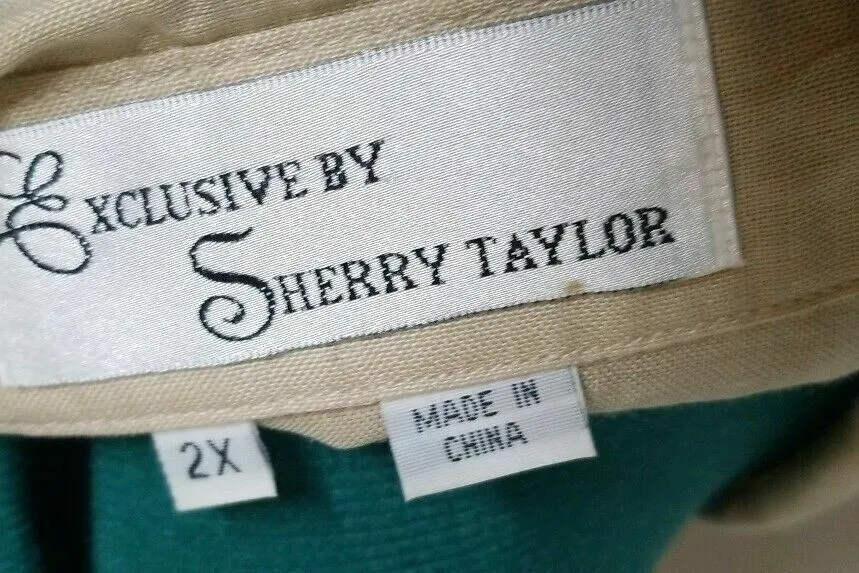 EXCLUSIVE BY
SHERRY TAYLOR
2X
MADE IN
CHINA